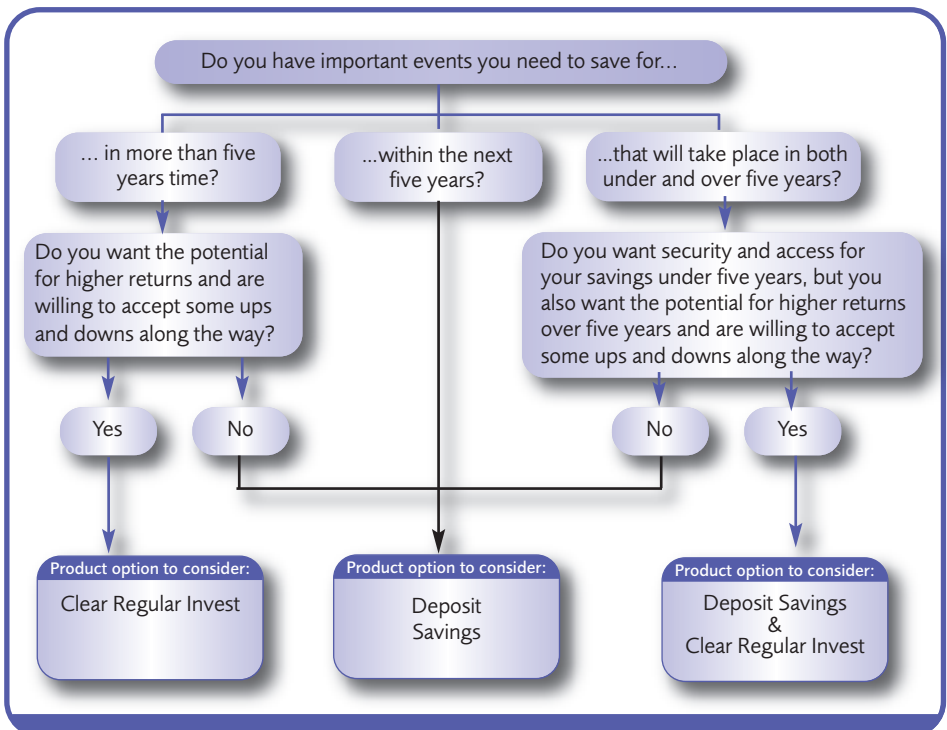 Do you have important events you need to save for...
... in more than five
years time?
...within the next
five years?
...that will take place in both
under and over five years?
Do you want the potential
for higher returns and are
willing to accept some ups
and downs along the way?
Do you want security and access for
your savings under five years, but you
also want the potential for higher returns
over five years and are willing to accept
some ups and downs along the way?
Yes
No
No
Yes
Product option to consider:
Clear Regular Invest
Product option to consider:
Deposit
Savings
Product option to consider:
Deposit Savings
&
Clear Regular Invest